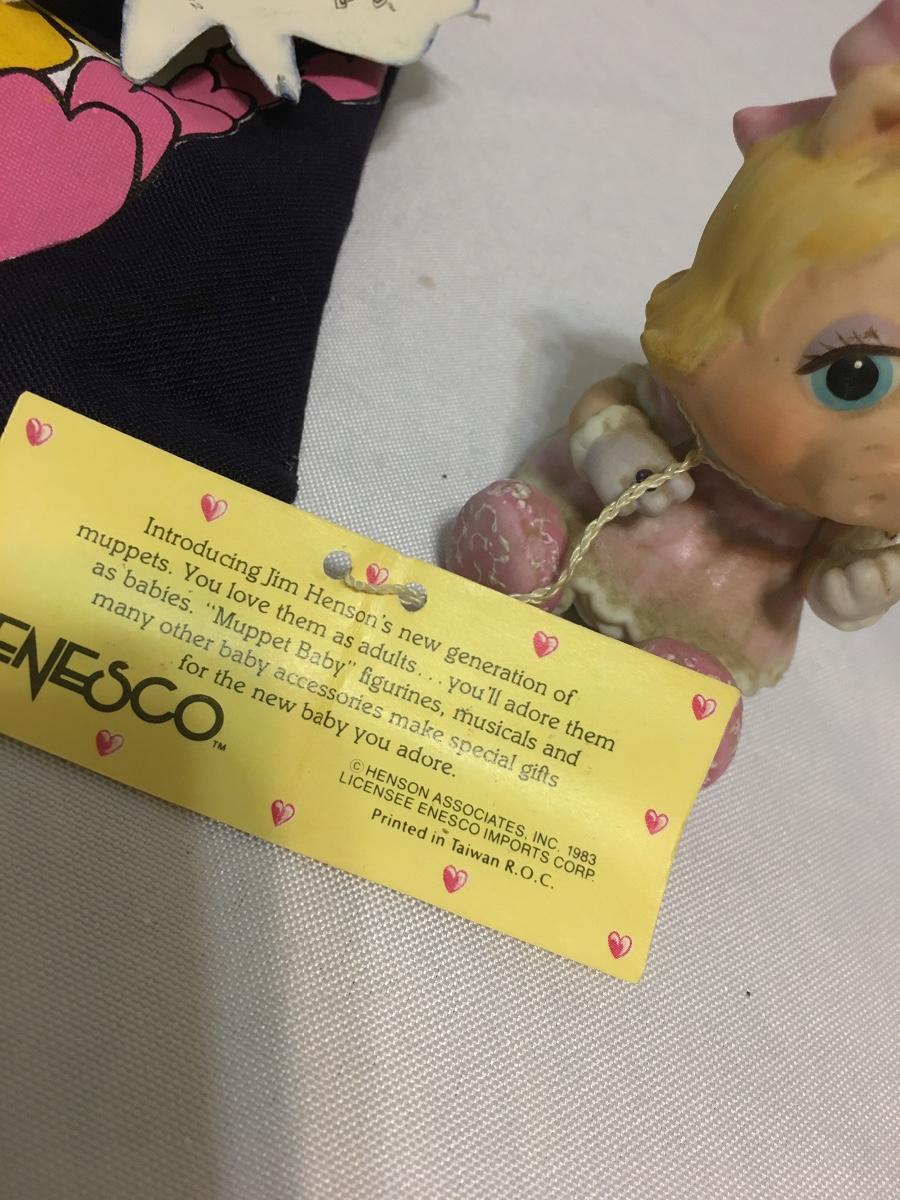 Introducing Jim Henson's new generation of
muppets. You love them as adults... you'll adore them
as babies. "Muppet Baby" figurines, musicals and
many other baby accessories make special gifts
for the new baby you adore.
ENESCO™
©HENSON ASSOCIATES, INC. 1983
LICENSEE ENESCO IMPORTS CORP.
Printed in Taiwan R.O.C.